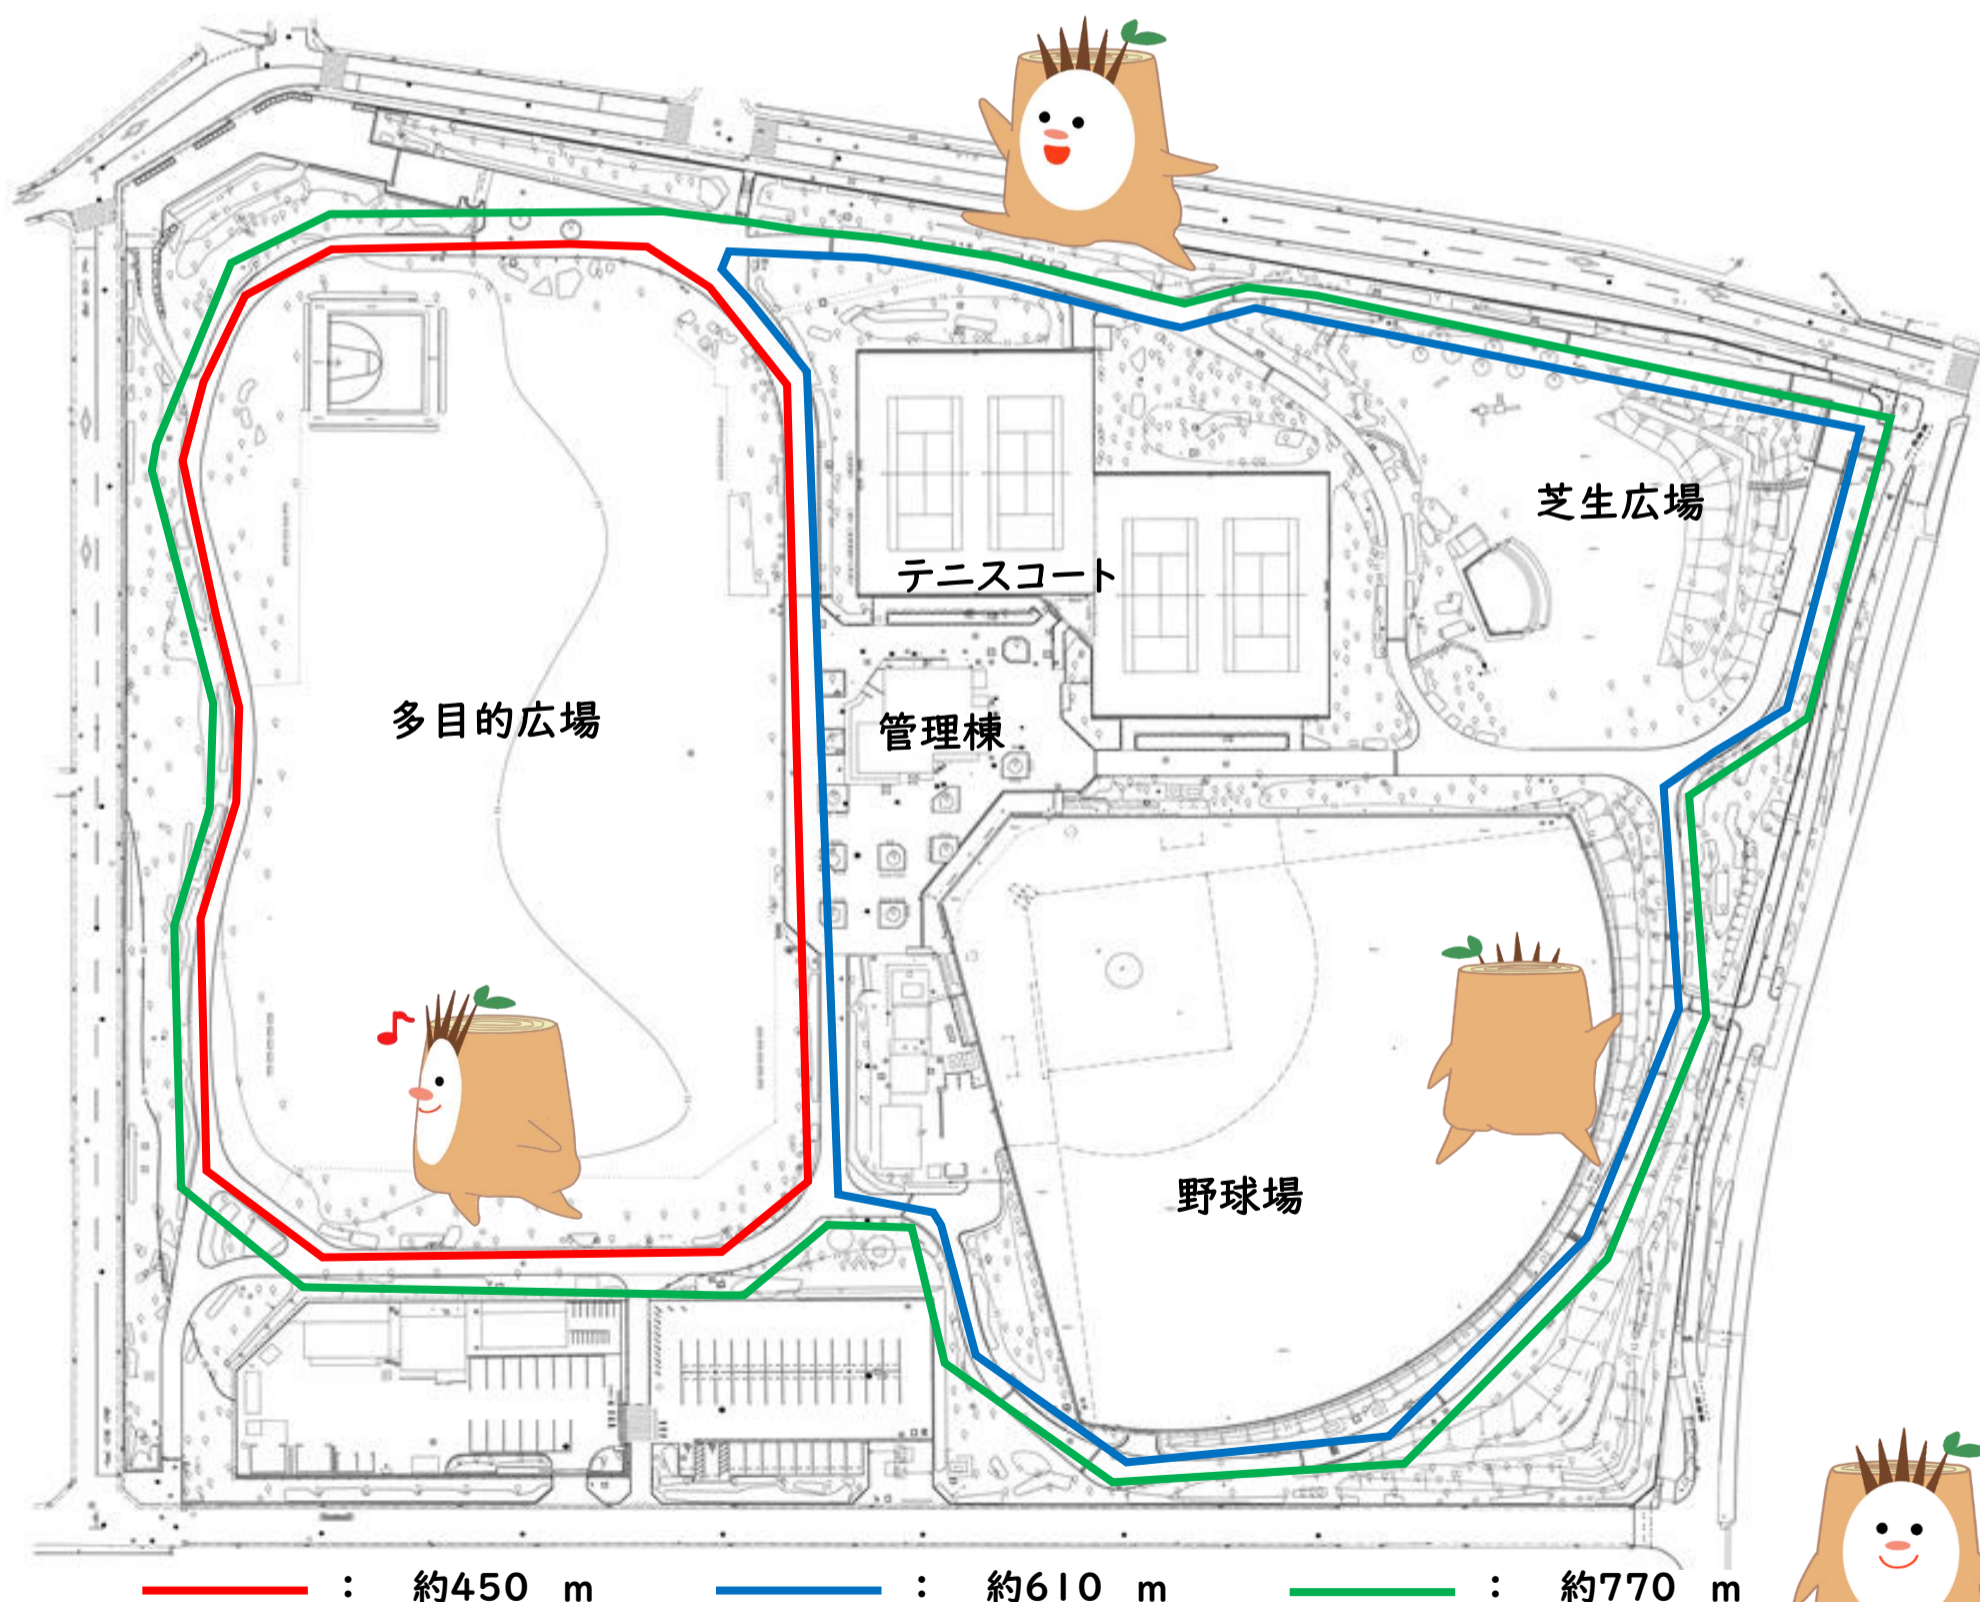 芝生広場
テニスコート
多目的広場
管理棟
野球場
： 約450 m ： 約610 m ： 約770 m